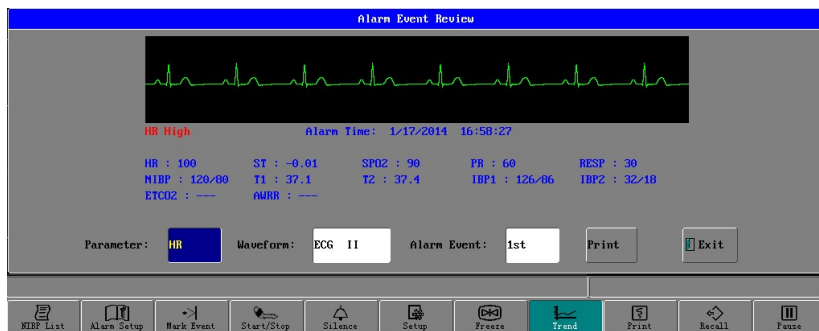 Alarm Event Review
HR High Alarm Time: 1/17/2014 16:58:27
HR : 100 ST : -0.01 SPO2 : 90 PR : 60 RESP : 30
NIBP : 120/80 T1 : 37.1 T2 : 37.4 IBP1 : 126/86 IBP2 : 32/18
ETCO2 : --- AWRR : ---
Parameter: HR Waveform: ECG II Alarm Event: 1st Print Exit
NIBP List Alarm Setup Mark Event Start/Stop Silence Setup Freeze Trend Print Recall Pause